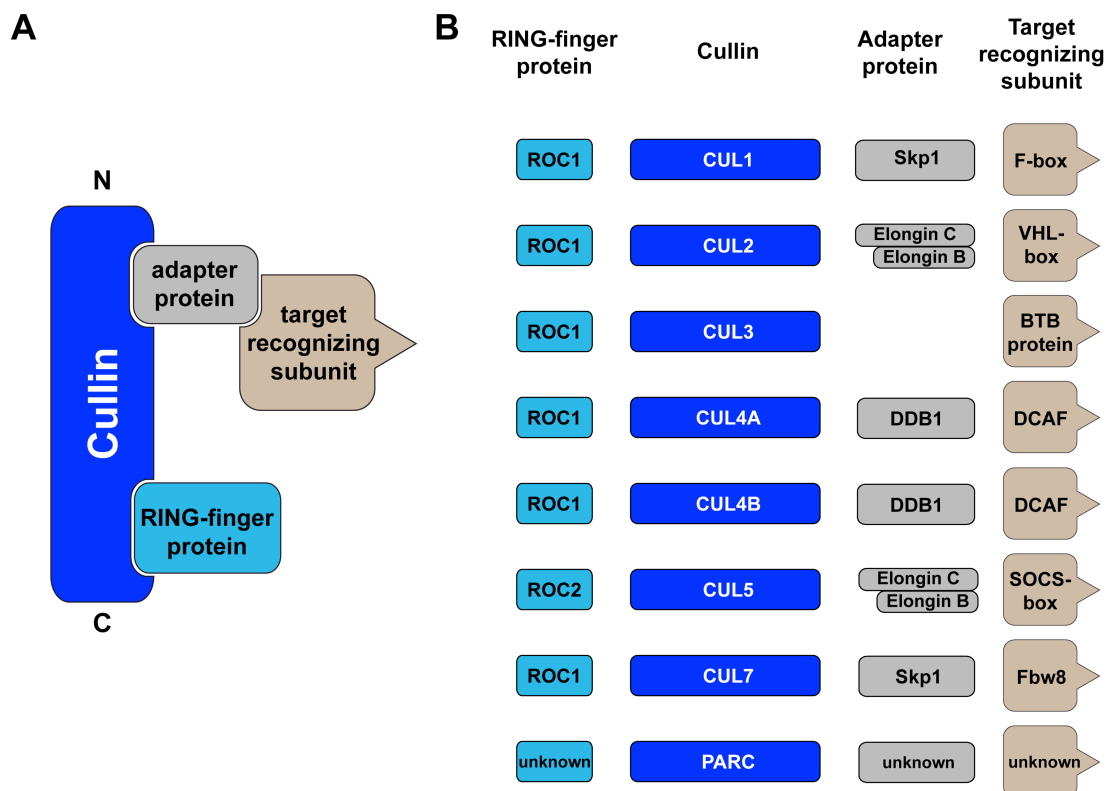 A
N
Cullin
adapter
protein
target
recognizing
subunit
RING-finger
protein
C
B
RING-finger
protein
Cullin
Adapter
protein
Target
recognizing
subunit
ROC1
CUL1
Skp1
F-box
ROC1
CUL2
Elongin C
Elongin B
VHL-
box
ROC1
CUL3
BTB
protein
ROC1
CUL4A
DDB1
DCAF
ROC1
CUL4B
DDB1
DCAF
ROC2
CUL5
Elongin C
Elongin B
SOCS-
box
ROC1
CUL7
Skp1
Fbw8
unknown
PARC
unknown
unknown